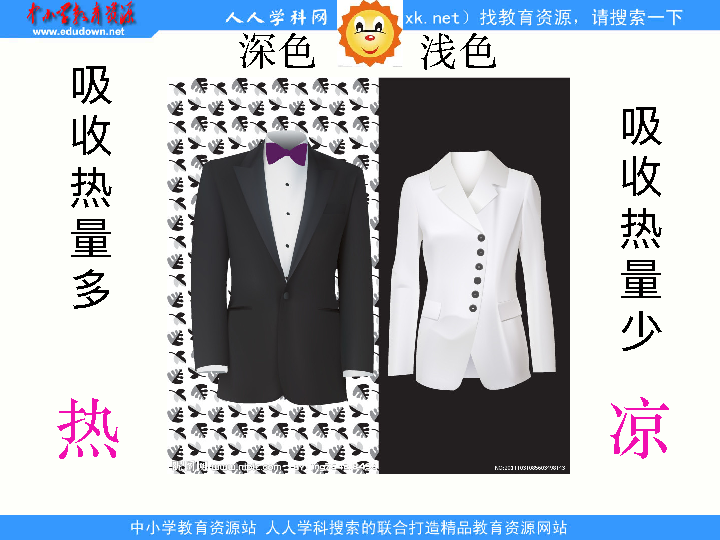 中小学教育资源
www.edudown.net
人人学科网
xk.net）找教育资源，请搜索一下
深色
浅色
吸收热量多
吸收热量少
热
凉
NO:20111031085603498143
中小学教育资源站 人人学科搜索的联合打造精品教育资源网站